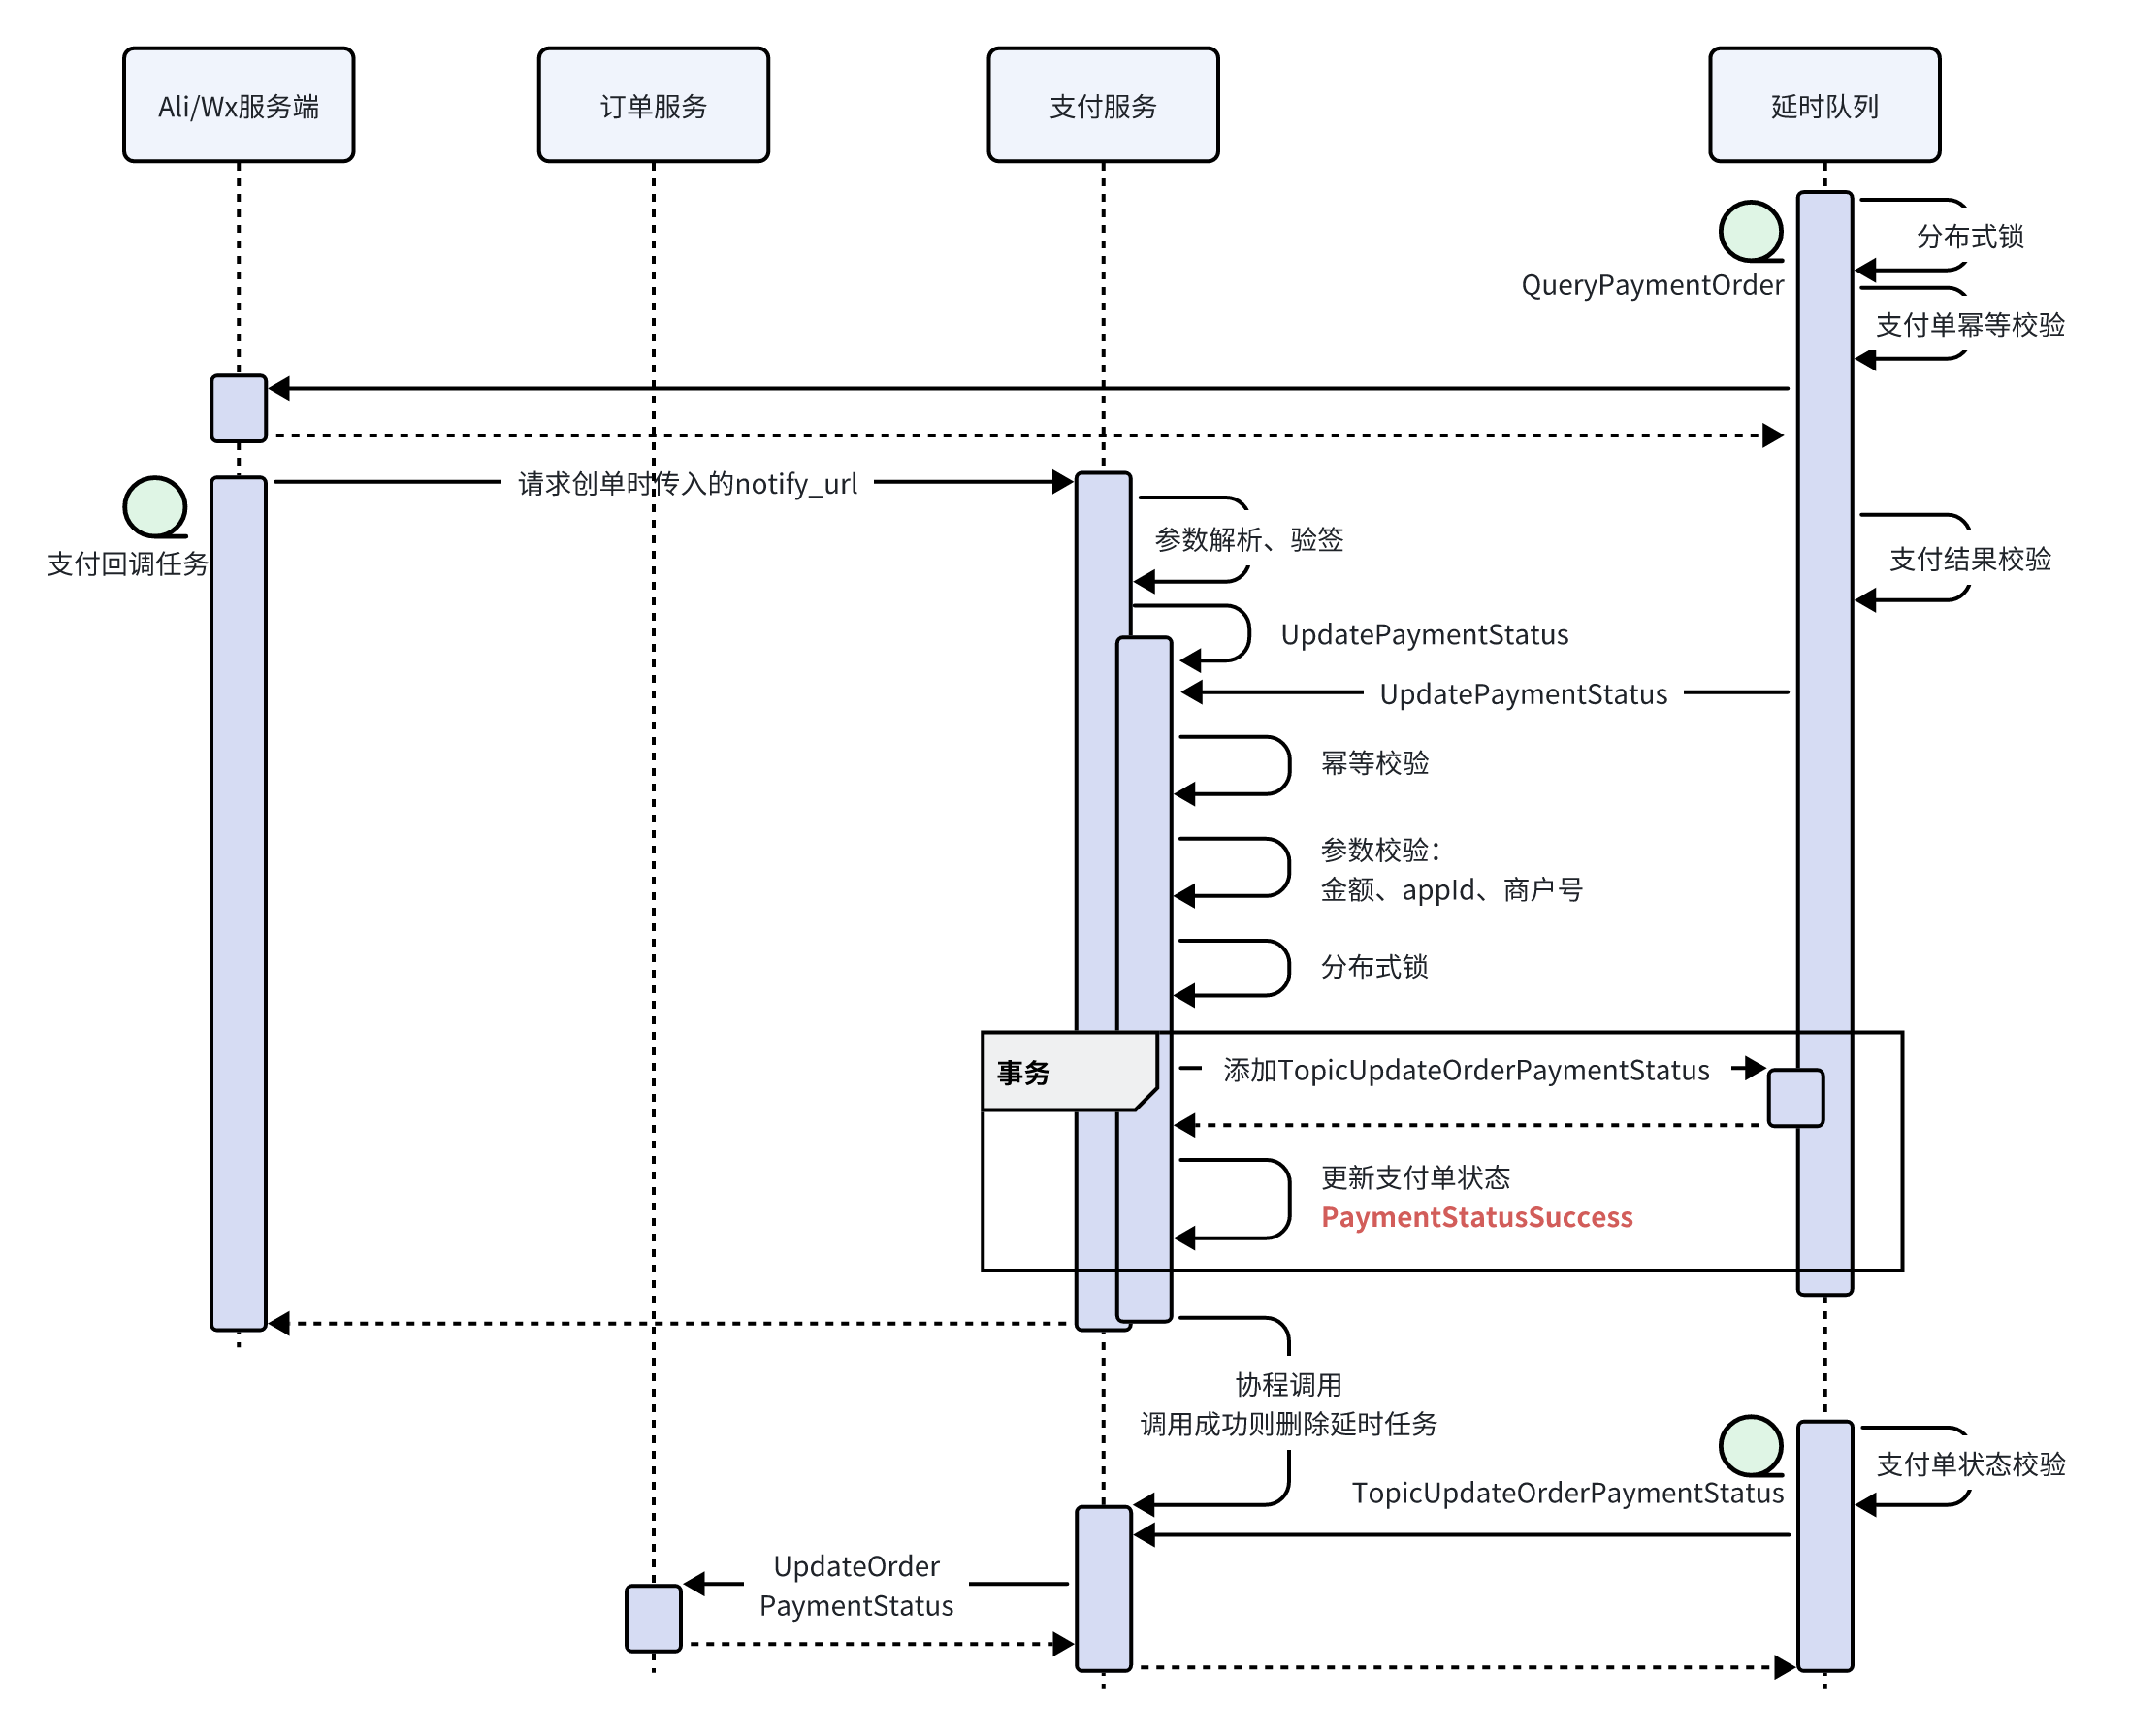 Ali/Wx服务端
订单服务
支付服务
延时队列
分布式锁
QueryPaymentOrder
支付单幂等校验
请求创单时传入的notify_url
参数解析、验签
支付回调任务
支付结果校验
UpdatePaymentStatus
UpdatePaymentStatus
幂等校验
参数校验：
金额、appId、商户号
分布式锁
事务
添加TopicUpdateOrderPaymentStatus
更新支付单状态
PaymentStatusSuccess
协程调用
调用成功则删除延时任务
支付单状态校验
TopicUpdateOrderPaymentStatus
UpdateOrder
PaymentStatus